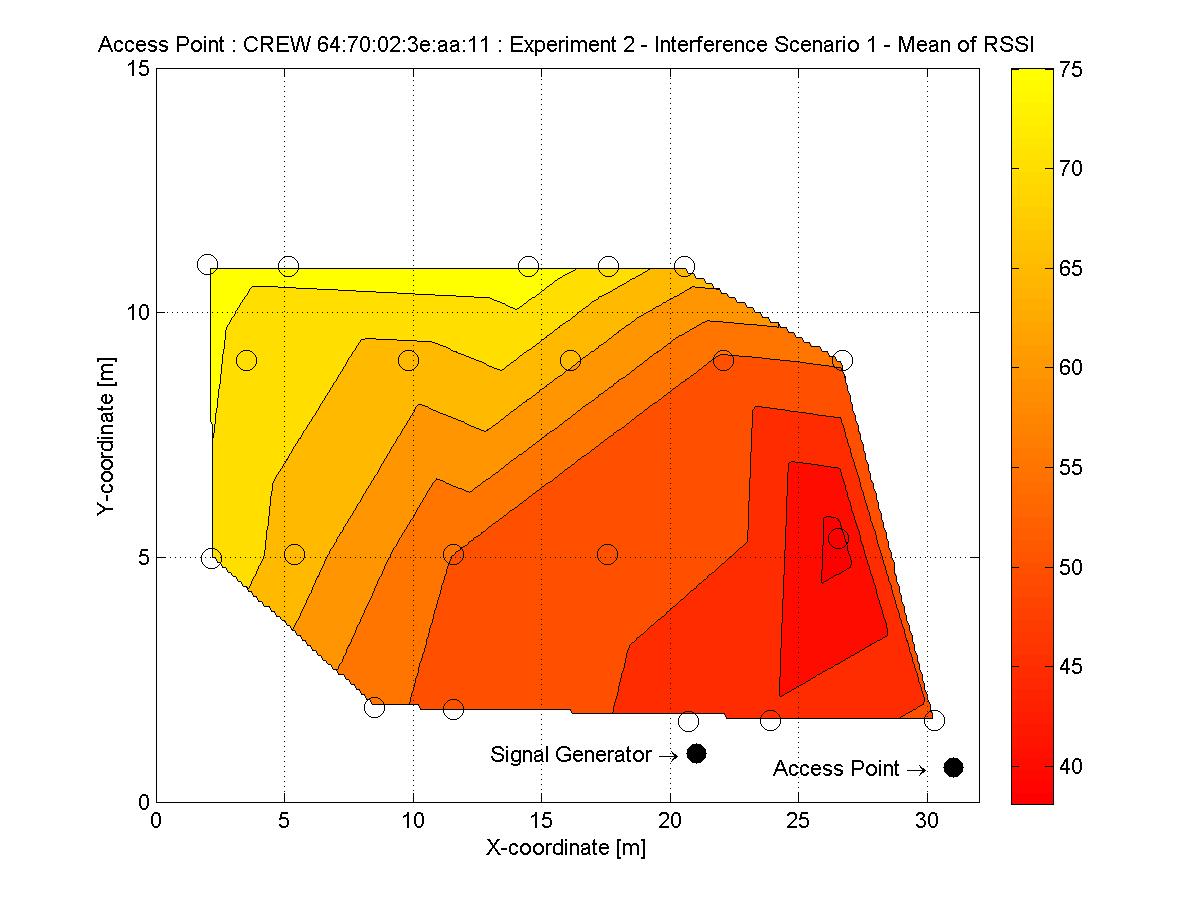 Access Point : CREW 64:70:02:3e:aa:11 : Experiment 2 - Interference Scenario 1 - Mean of RSSI
15
10
5
0
Y-coordinate [m]
0 5 10 15 20 25 30
X-coordinate [m]
Signal Generator →
Access Point →
75
70
65
60
55
50
45
40